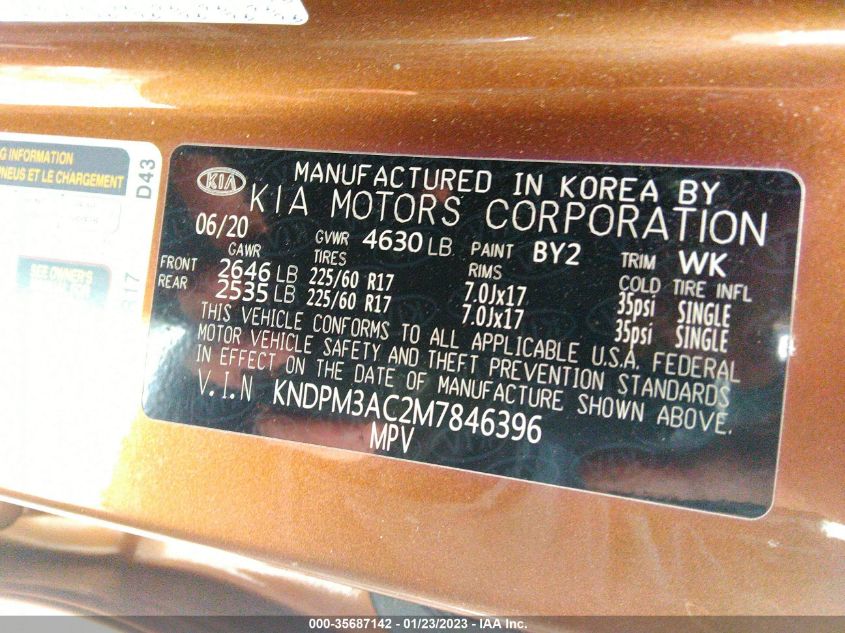 G INFORMATION
PNEUS ET LE CHARGEMENT
D43
SEE OWNER'S
R17
KIA
MANUFACTURED IN KOREA BY
KIA MOTORS CORPORATION
06/20 GVWR 4630 LB PAINT BY2 TRIM WK
GAWR TIRES RIMS COLD TIRE INFL
FRONT 2646 LB 225/60 R17 7.0Jx17 35psi SINGLE
REAR 2535 LB 225/60 R17 7.0Jx17 35psi SINGLE
THIS VEHICLE CONFORMS TO ALL APPLICABLE U.S.A. FEDERAL
MOTOR VEHICLE SAFETY AND THEFT PREVENTION STANDARDS
IN EFFECT ON THE DATE OF MANUFACTURE SHOWN ABOVE.
V.I.N KNDPM3AC2M7846396
MPV
000-35687142 - 01/23/2023 - IAA Inc.